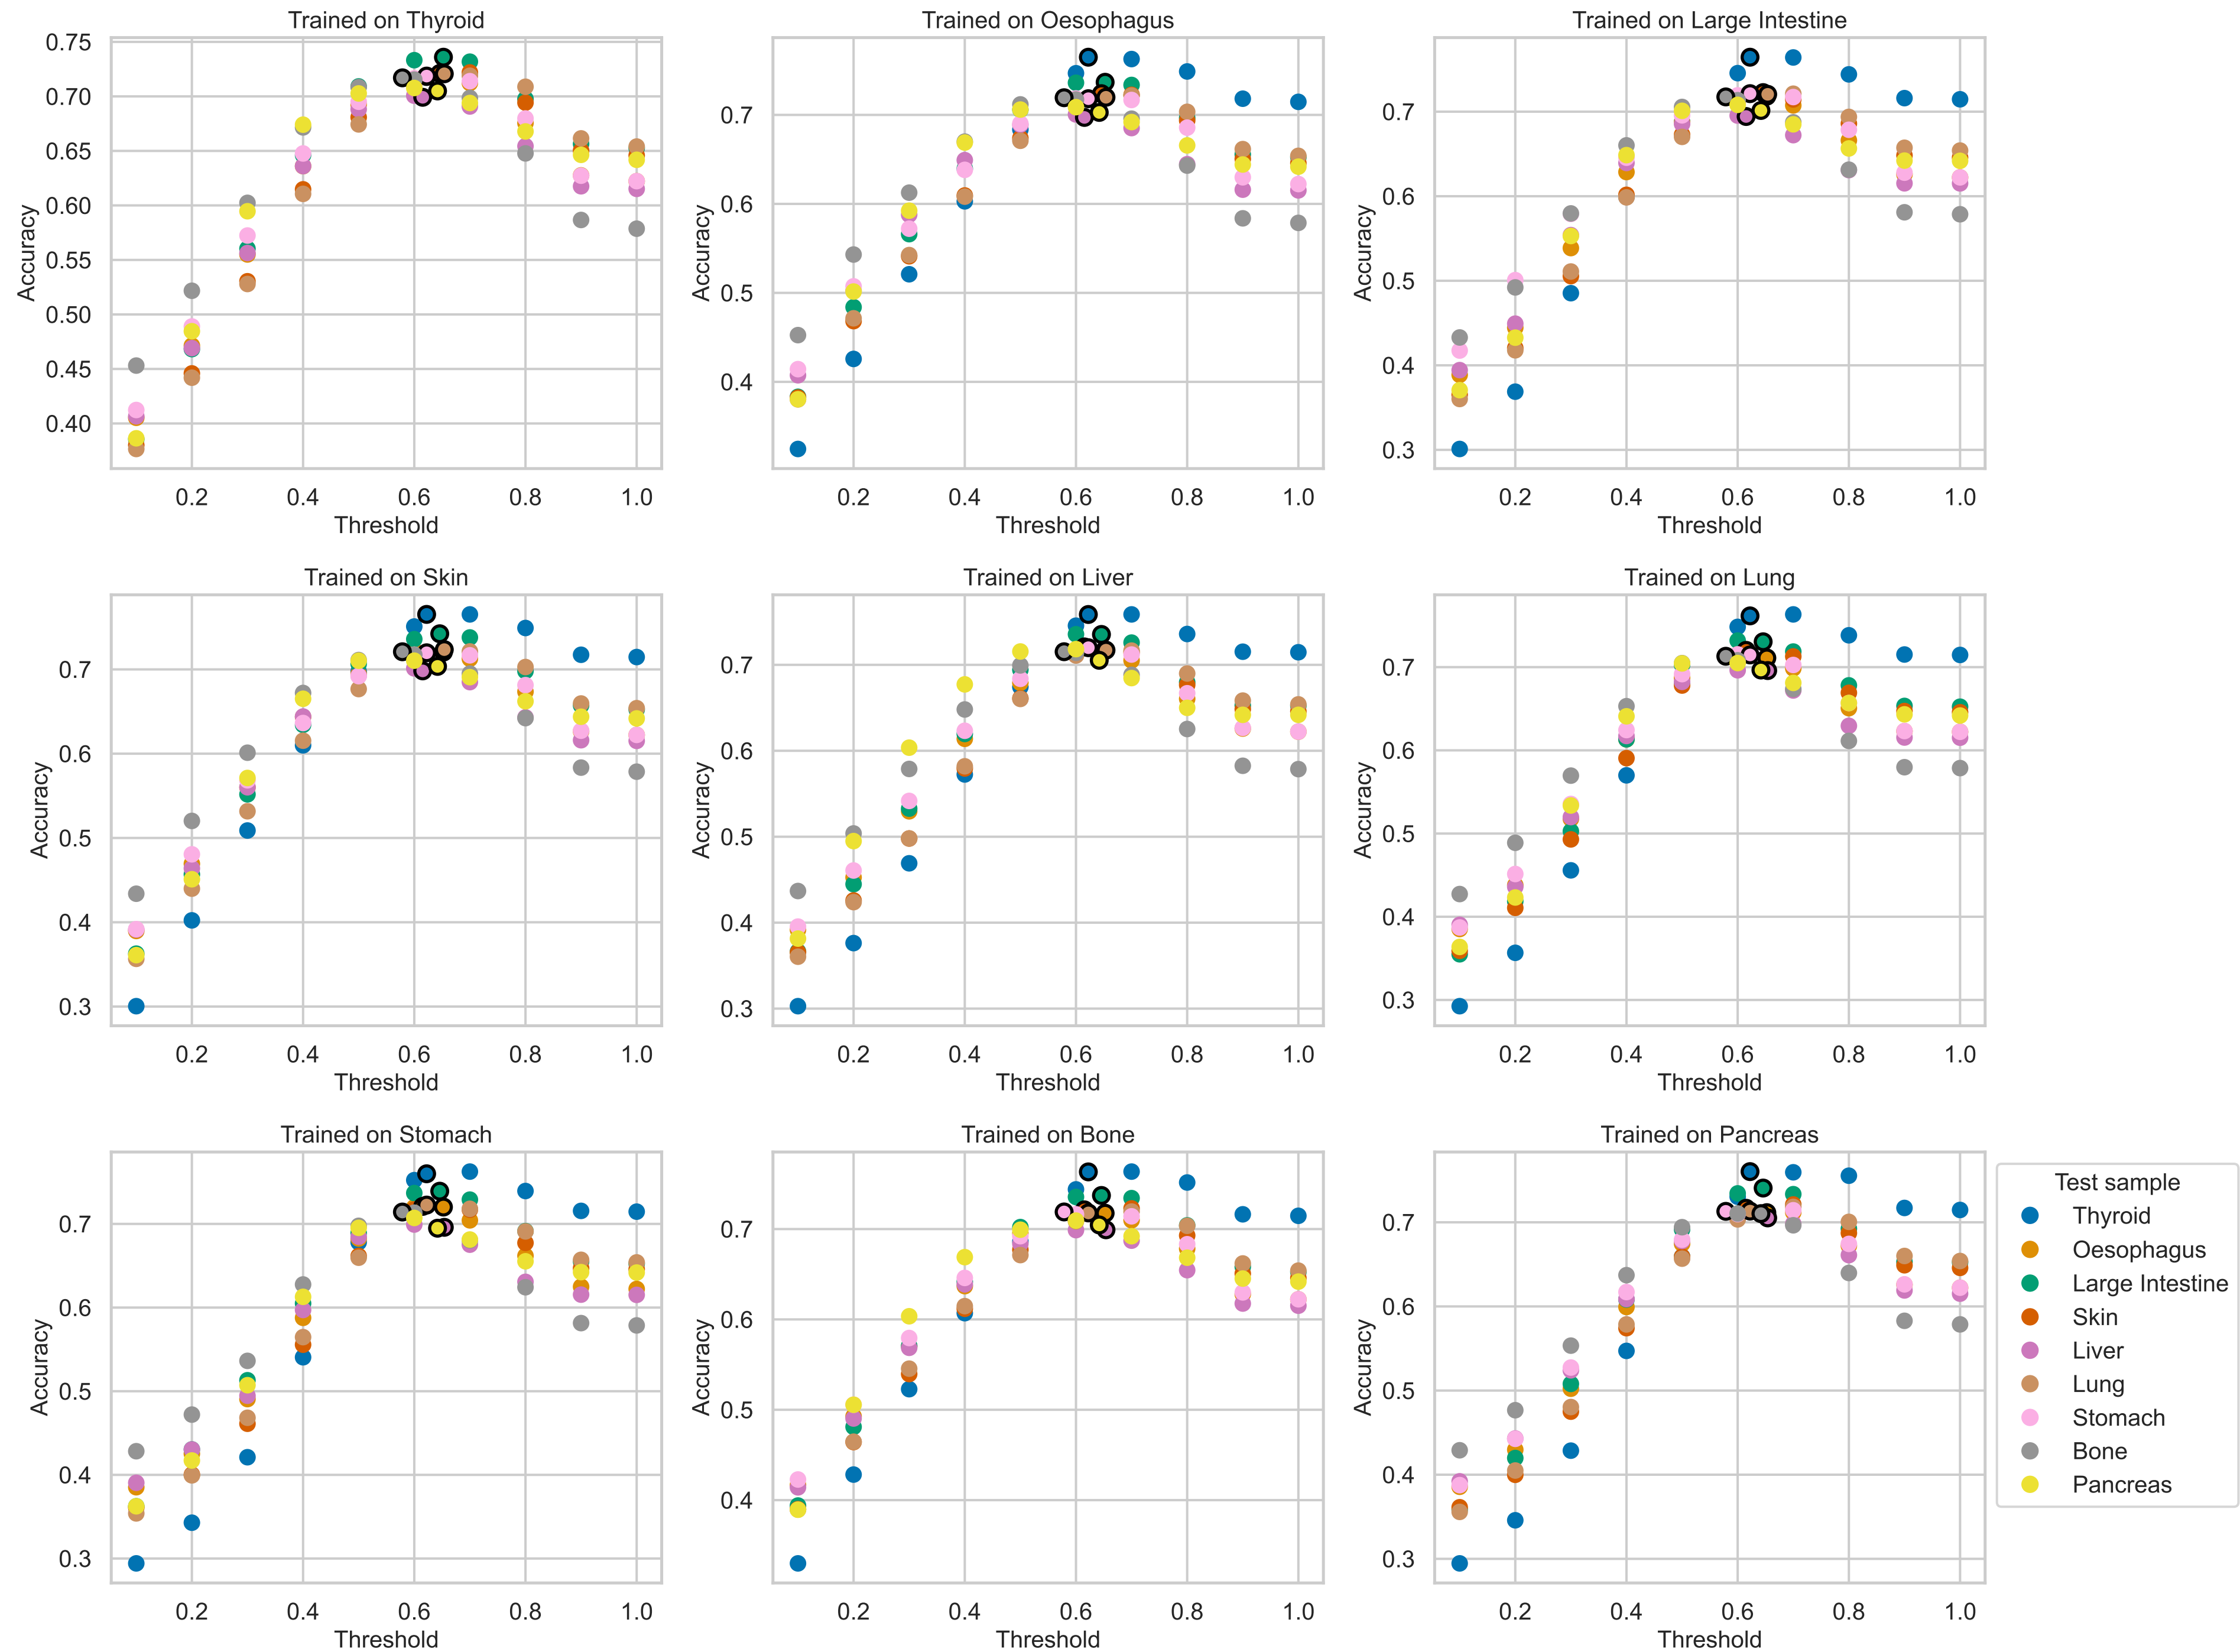 Trained on Thyroid
Trained on Oesophagus
Trained on Large Intestine
0.75
0.70
0.65
0.60
0.55
0.50
0.45
0.40
Accuracy
0.2 0.4 0.6 0.8 1.0
Threshold
0.7
0.6
0.5
0.4
Accuracy
0.2 0.4 0.6 0.8 1.0
Threshold
0.7
0.6
0.5
0.4
0.3
Accuracy
0.2 0.4 0.6 0.8 1.0
Threshold
Trained on Skin
Trained on Liver
Trained on Lung
0.7
0.6
0.5
0.4
0.3
Accuracy
0.2 0.4 0.6 0.8 1.0
Threshold
0.7
0.6
0.5
0.4
0.3
Accuracy
0.2 0.4 0.6 0.8 1.0
Threshold
0.7
0.6
0.5
0.4
0.3
Accuracy
0.2 0.4 0.6 0.8 1.0
Threshold
Trained on Stomach
Trained on Bone
Trained on Pancreas
0.7
0.6
0.5
0.4
0.3
Accuracy
0.2 0.4 0.6 0.8 1.0
Threshold
0.7
0.6
0.5
0.4
Accuracy
0.2 0.4 0.6 0.8 1.0
Threshold
0.7
0.6
0.5
0.4
0.3
Accuracy
0.2 0.4 0.6 0.8 1.0
Threshold
Test sample
Thyroid
Oesophagus
Large Intestine
Skin
Liver
Lung
Stomach
Bone
Pancreas